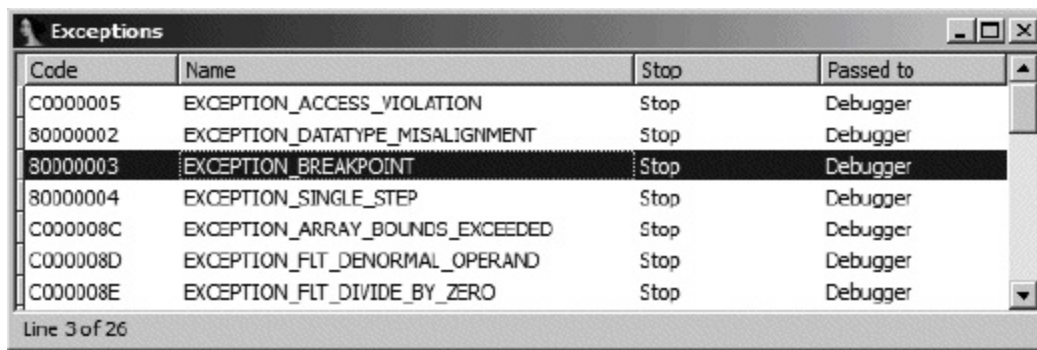 Exceptions
Code Name Stop Passed to
C0000005 EXCEPTION_ACCESS_VIOLATION Stop Debugger
80000002 EXCEPTION_DATATYPE_MISALIGNMENT Stop Debugger
80000003 EXCEPTION_BREAKPOINT Stop Debugger
80000004 EXCEPTION_SINGLE_STEP Stop Debugger
C000008C EXCEPTION_ARRAY_BOUNDS_EXCEEDED Stop Debugger
C000008D EXCEPTION_FLT_DENORMAL_OPERAND Stop Debugger
C000008E EXCEPTION_FLT_DIVIDE_BY_ZERO Stop Debugger
Line 3 of 26